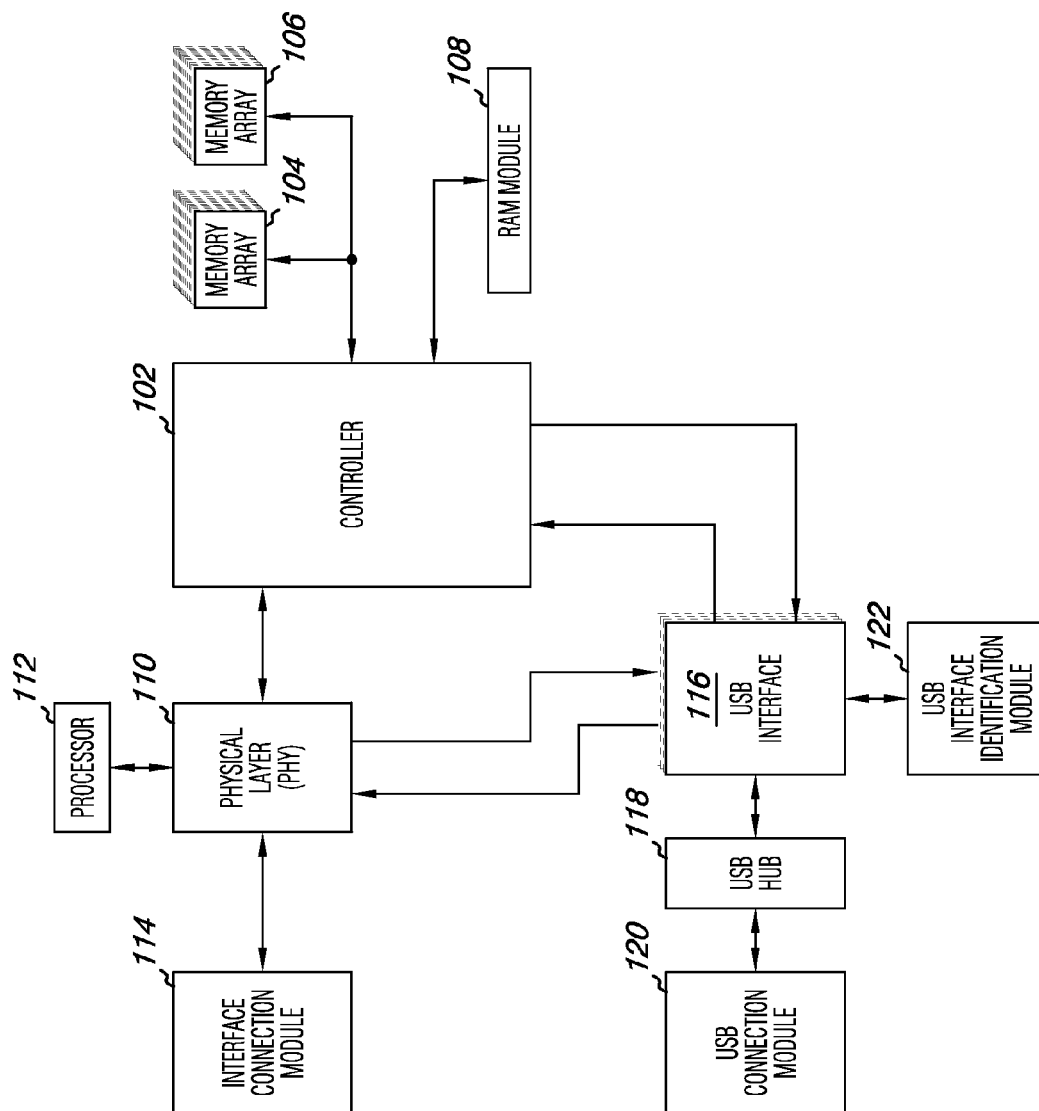 112
PROCESSOR
114
INTERFACE
CONNECTION
MODULE
110
PHYSICAL
LAYER
(PHY)
102
CONTROLLER
104
MEMORY
ARRAY
106
MEMORY
ARRAY
108
RAM MODULE
120
USB
CONNECTION
MODULE
118
USB
HUB
116
USB
INTERFACE
122
USB
INTERFACE
IDENTIFICATION
MODULE